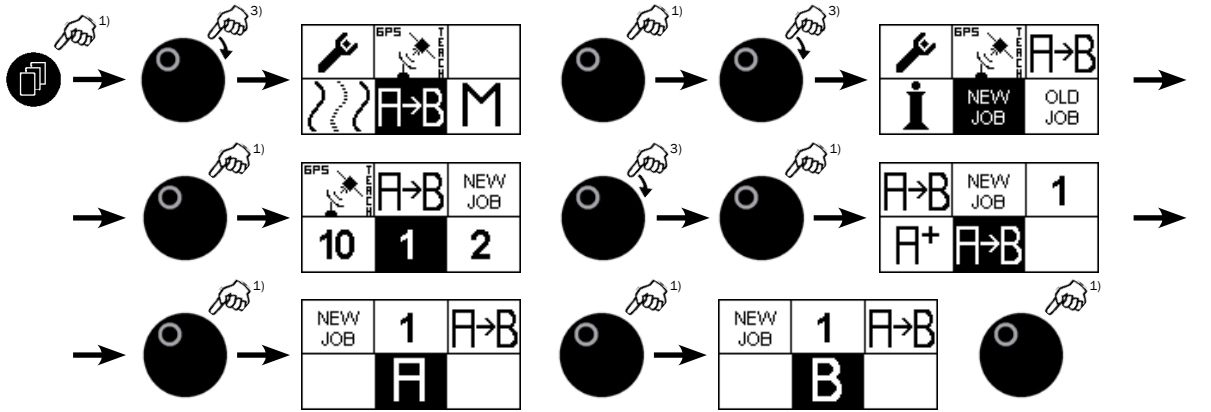 1)
3)
GPS
TEACH
A→B
M
1)
3)
GPS
TEACH
A→B
i
NEW
JOB
OLD
JOB
1)
GPS
TEACH
A→B
NEW
JOB
10
1
2
3)
1)
A→B
NEW
JOB
1
A+
A→B
1)
NEW
JOB
1
A→B
A
1)
NEW
JOB
1
A→B
B
1)